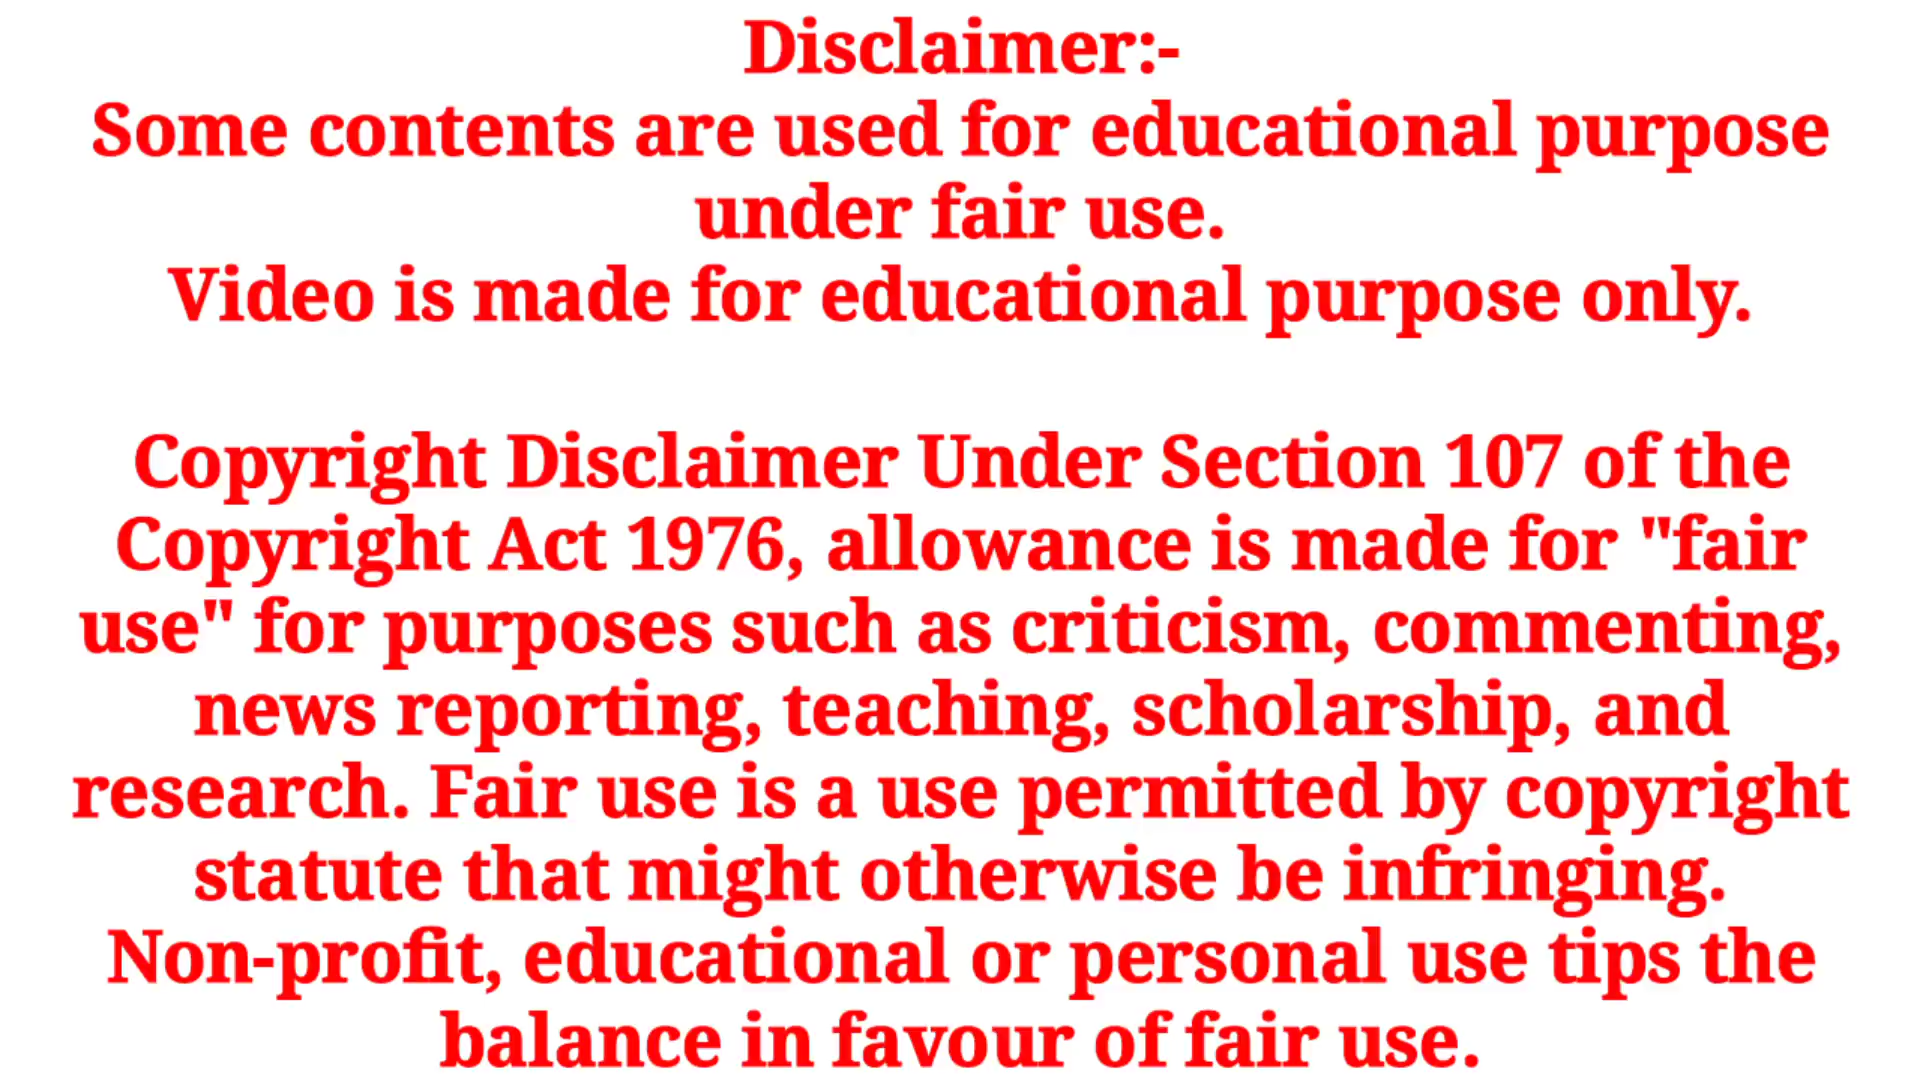 Disclaimer:-
Some contents are used for educational purpose
under fair use.
Video is made for educational purpose only.
Copyright Disclaimer Under Section 107 of the
Copyright Act 1976, allowance is made for "fair
use" for purposes such as criticism, commenting,
news reporting, teaching, scholarship, and
research. Fair use is a use permitted by copyright
statute that might otherwise be infringing.
Non-profit, educational or personal use tips the
balance in favour of fair use.